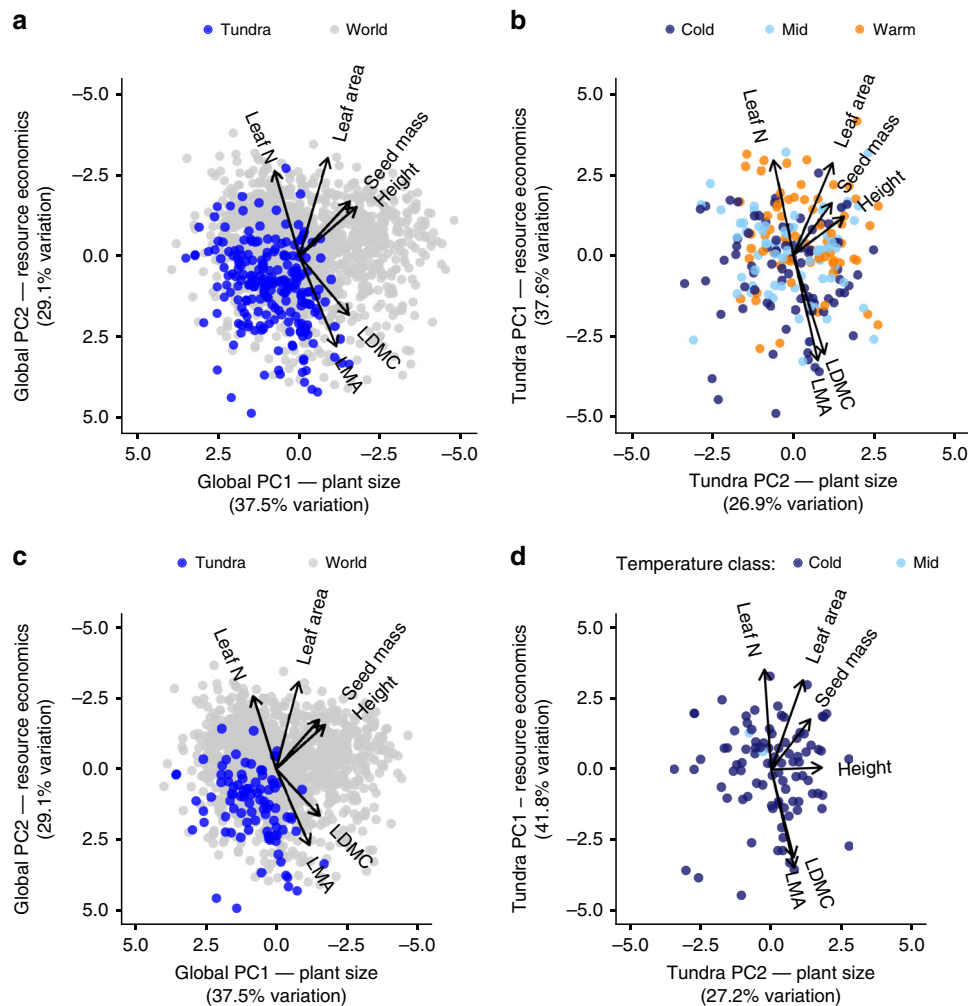 a
Tundra
World
−5.0
−2.5
0.0
2.5
5.0
Global PC2 — resource economics
(29.1% variation)
Leaf N
Leaf area
Seed mass
Height
LDMC
LMA
5.0
2.5
0.0
−2.5
−5.0
Global PC1 — plant size
(37.5% variation)
b
Cold
Mid
Warm
5.0
2.5
0.0
−2.5
−5.0
Tundra PC1 — resource economics
(37.6% variation)
Leaf N
Leaf area
Seed mass
Height
LDMC
LMA
−5.0
−2.5
0.0
2.5
5.0
Tundra PC2 — plant size
(26.9% variation)
c
Tundra
World
−5.0
−2.5
0.0
2.5
5.0
Global PC2 — resource economics
(29.1% variation)
Leaf N
Leaf area
Seed mass
Height
LDMC
LMA
5.0
2.5
0.0
−2.5
−5.0
Global PC1 — plant size
(37.5% variation)
d
Temperature class:
Cold
Mid
5.0
2.5
0.0
−2.5
−5.0
Tundra PC1 – resource economics
(41.8% variation)
Leaf N
Leaf area
Seed mass
Height
LDMC
LMA
−5.0
−2.5
0.0
2.5
5.0
Tundra PC2 — plant size
(27.2% variation)